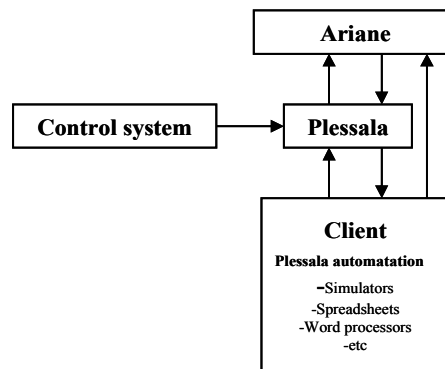 Ariane
Control system
Plessala
Client
Plessala automatation
-Simulators
-Spreadsheets
-Word processors
-etc